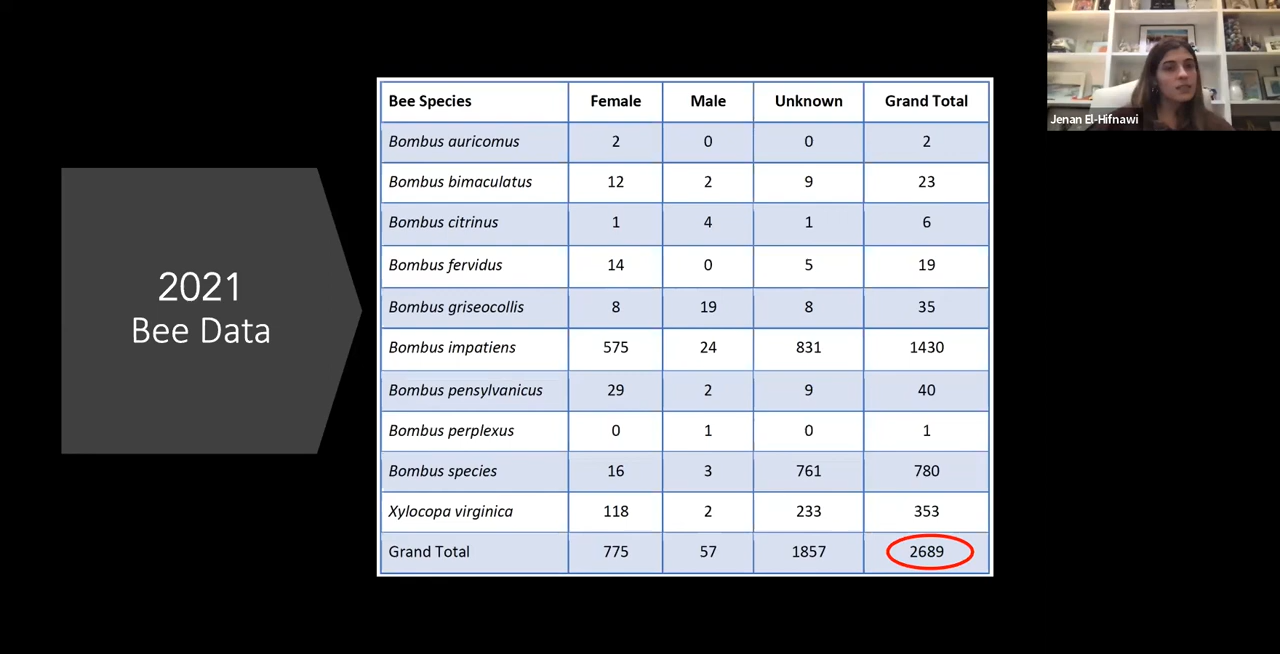 2021
Bee Data
Bee Species Female Male Unknown Grand Total
Bombus auricomus 2 0 0 2
Bombus bimaculatus 12 2 9 23
Bombus citrinus 1 4 1 6
Bombus fervidus 14 0 5 19
Bombus griseocollis 8 19 8 35
Bombus impatiens 575 24 831 1430
Bombus pensylvanicus 29 2 9 40
Bombus perplexus 0 1 0 1
Bombus species 16 3 761 780
Xylocopa virginica 118 2 233 353
Grand Total 775 57 1857 2689
Jenan El-Hifnawi